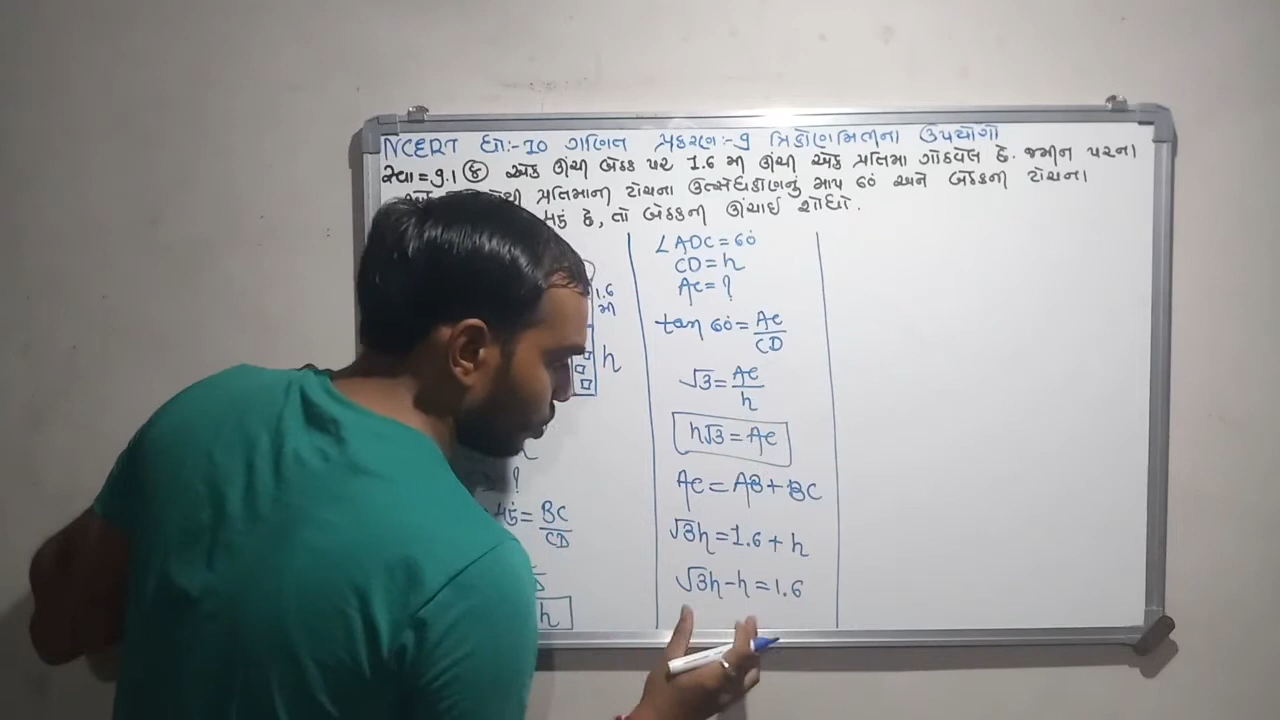 NCERT ધો:-10 ગણિત પ્રકરણ:-9 ત્રિકોણમિતિના ઉપયોગો
સ્વા=9.1 (8) એક ઊંચી બેઠક પર 1.6 મી ઊંચી એક પ્રતિમા ગોઠવેલ છે. જમીન પરના
પ્રતિમાની ટોચના ઉત્સેધકોણનું માપ 60° અને બેઠકની ટોચના
છે, તો બેઠકની ઊંચાઈ શોધો.
1.6
મી
h
?
45° = BC/CD
h
∠ADC = 60°
CD = h
AC = ?
tan 60° = AC/CD
√3 = AC/h
h√3 = AC
AC = AB + BC
√3h = 1.6 + h
√3h - h = 1.6